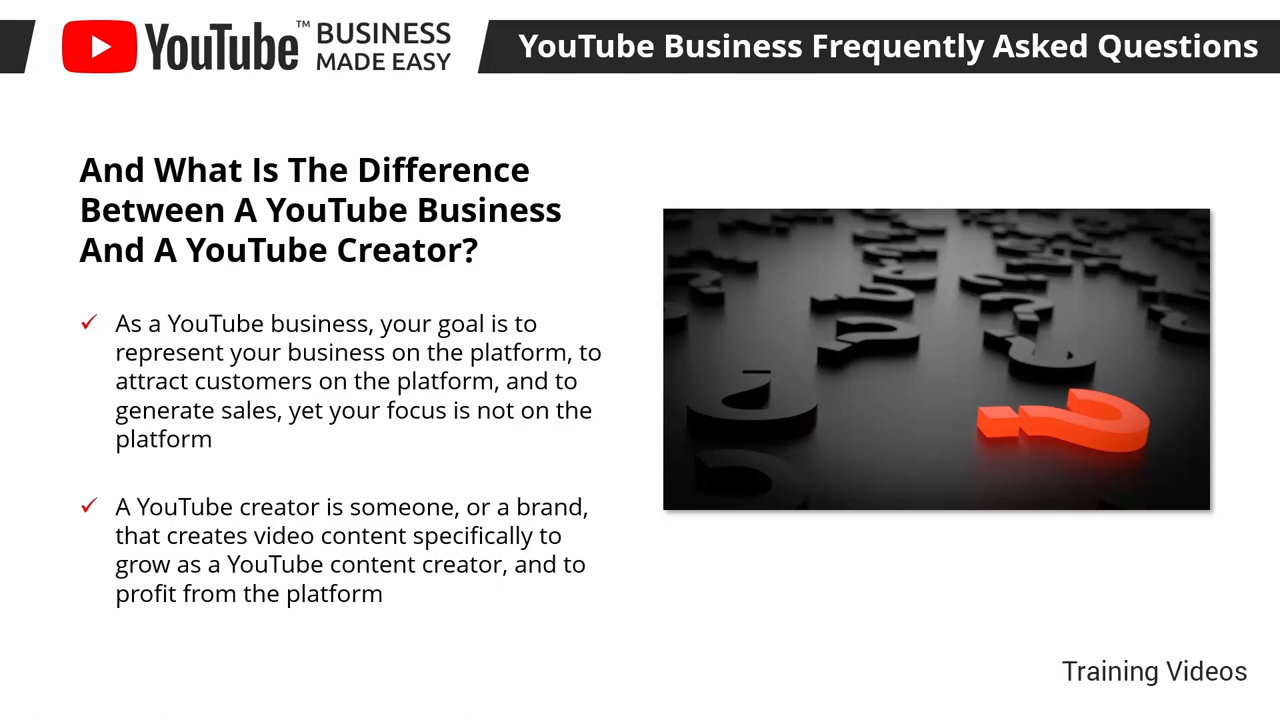 YouTube™ BUSINESS
MADE EASY
YouTube Business Frequently Asked Questions
And What Is The Difference
Between A YouTube Business
And A YouTube Creator?
✓ As a YouTube business, your goal is to
represent your business on the platform, to
attract customers on the platform, and to
generate sales, yet your focus is not on the
platform
✓ A YouTube creator is someone, or a brand,
that creates video content specifically to
grow as a YouTube content creator, and to
profit from the platform
Training Videos